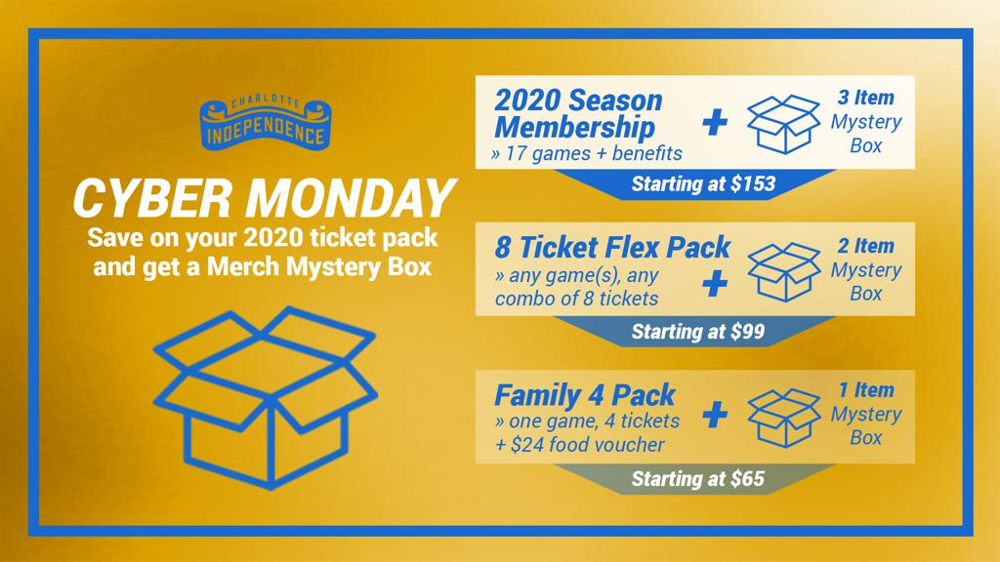 CHARLOTTE
INDEPENDENCE
CYBER MONDAY
Save on your 2020 ticket pack
and get a Merch Mystery Box
2020 Season
Membership
» 17 games + benefits
+
3 Item
Mystery
Box
Starting at $153
8 Ticket Flex Pack
» any game(s), any
combo of 8 tickets
+
2 Item
Mystery
Box
Starting at $99
Family 4 Pack
» one game, 4 tickets
+ $24 food voucher
+
1 Item
Mystery
Box
Starting at $65